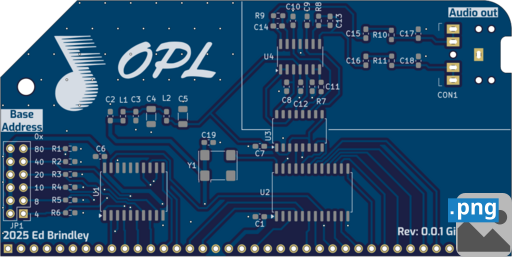 Audio out
R9
C10
C9
R8
C13
C14
C15
R10
C17
OPL
U4
C16
R11
C18
CON1
C8
C12
C11
R7
C2
L1
C3
C4
L2
C5
Base
Address
0x
U3
C19
C7
80
R1
C6
Y1
40
R2
20
R3
U1
U2
10
R4
8
R5
4
R6
C1
JP1
2025 Ed Brindley
Rev: 0.0.1 Gi
.png